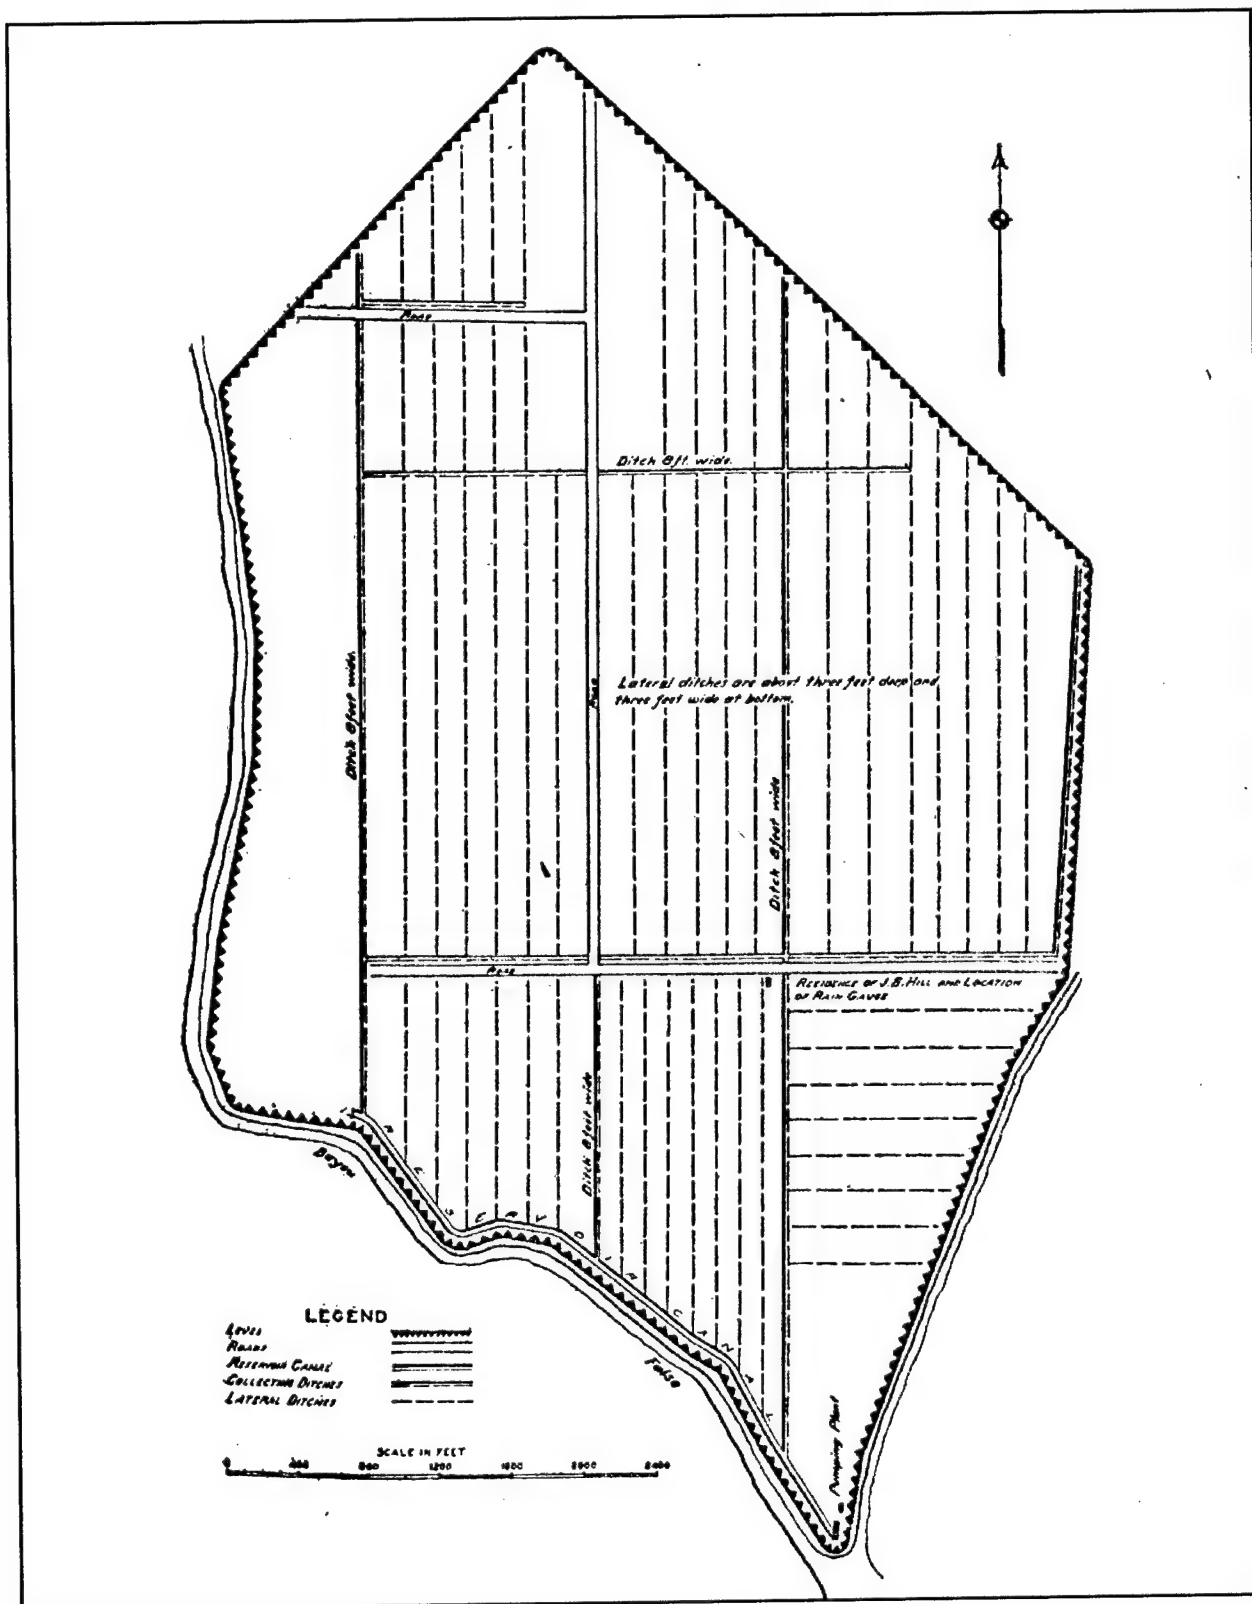 Road
Ditch 8ft. wide.
Ditch 8 feet wide.
Road
Lateral ditches are about three feet deep and
three feet wide at bottom.
Ditch 8 feet wide
Road
RESIDENCE OF J.B. HILL AND LOCATION
OF RAIN GAUGE
Ditch 8 feet wide
Bayou
False
Pumping Plant
LEGEND
LEVEE
ROADS
RESERVOIR CANAL
COLLECTING DITCHES
LATERAL DITCHES
SCALE IN FEET
0 400 800 1200 1600 2000 2400